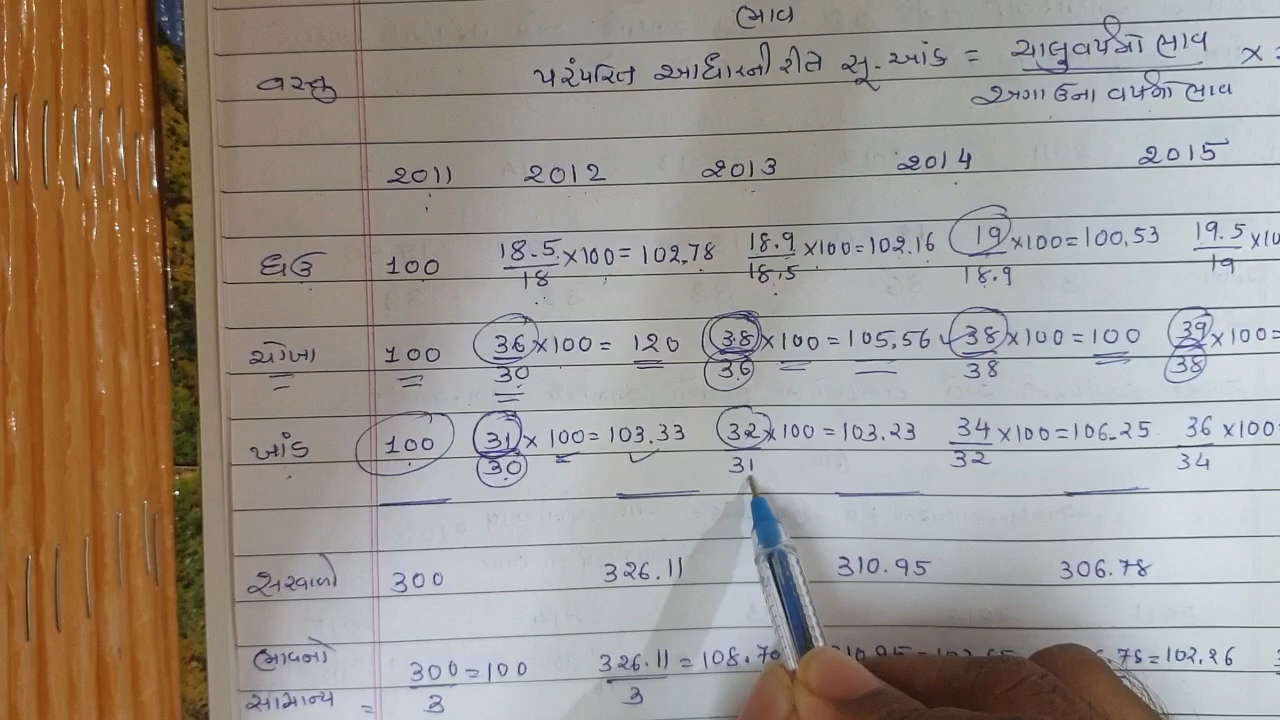 ભાવ
વસ્તુ પરંપરિત આધારની રીતે સૂ. આંક = ચાલુ વર્ષનો ભાવ ×
અગાઉના વર્ષનો ભાવ
2011 2012 2013 2014 2015
ઘઉં 100 18.5/18 ×100 = 102.78 18.9/18.5 ×100 = 102.16 19/18.9 ×100 = 100.53 19.5/19 ×10
ચોખા 100 36/30 ×100 = 120 38/36 ×100 = 105.56 38/38 ×100 = 100 39/38 ×100 =
ખાંડ 100 31/30 × 100 = 103.33 32/31 ×100 = 103.23 34/32 ×100 = 106.25 36/34 ×100
સરવાળો 300 326.11 310.95 306.78
ભાવનો સામાન્ય = 300/3 = 100 326.11/3 = 108.70 = 102.26